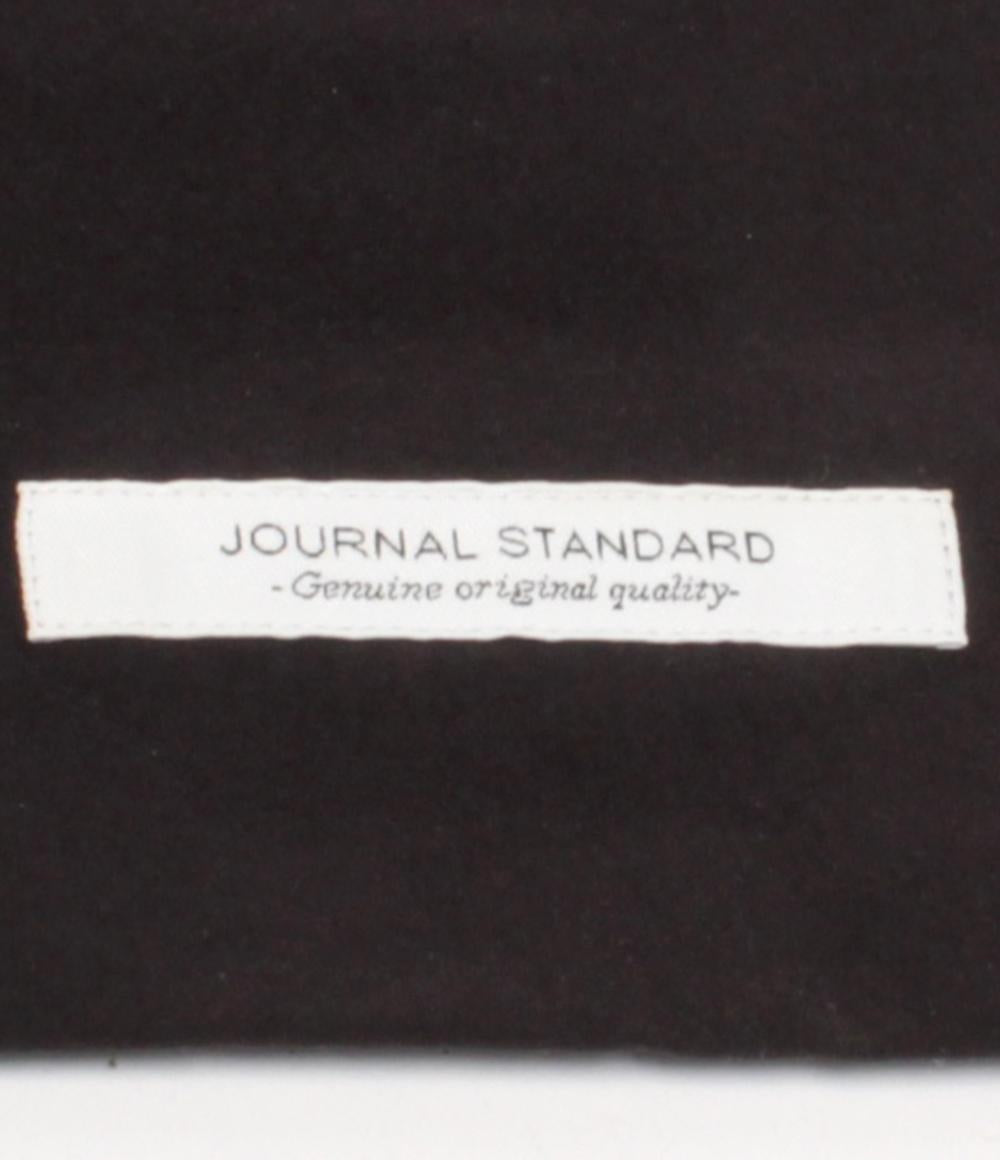 JOURNAL STANDARD
-Genuine original quality-